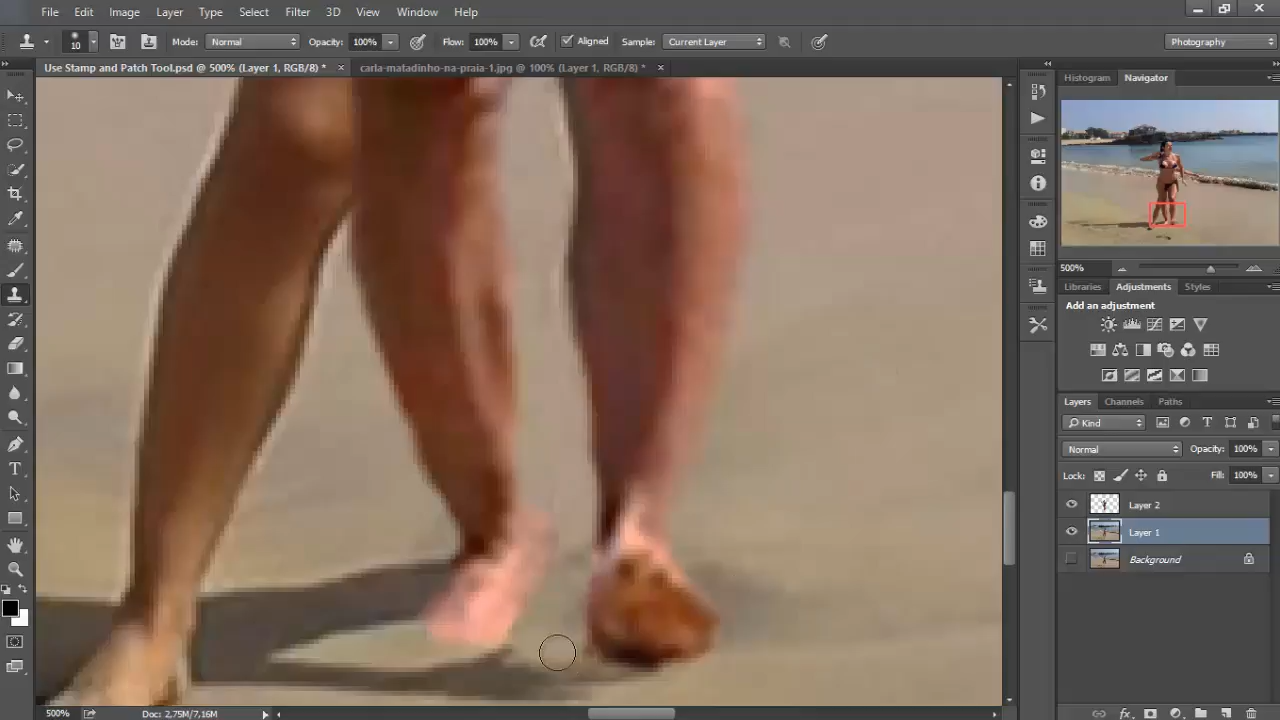 File Edit Image Layer Type Select Filter 3D View Window Help
10 Mode: Normal Opacity: 100% Flow: 100% Aligned Sample: Current Layer Photography
Use Stamp and Patch Tool.psd @ 500% (Layer 1, RGB/8) * × carla-matadinho-na-praia-1.jpg @ 100% (Layer 1, RGB/8) * ×
Histogram Navigator
500%
Libraries Adjustments Styles
Add an adjustment
Layers Channels Paths
Kind
Normal Opacity: 100%
Lock: Fill: 100%
Layer 2
Layer 1
Background
500% Doc: 2,75M/7,16M